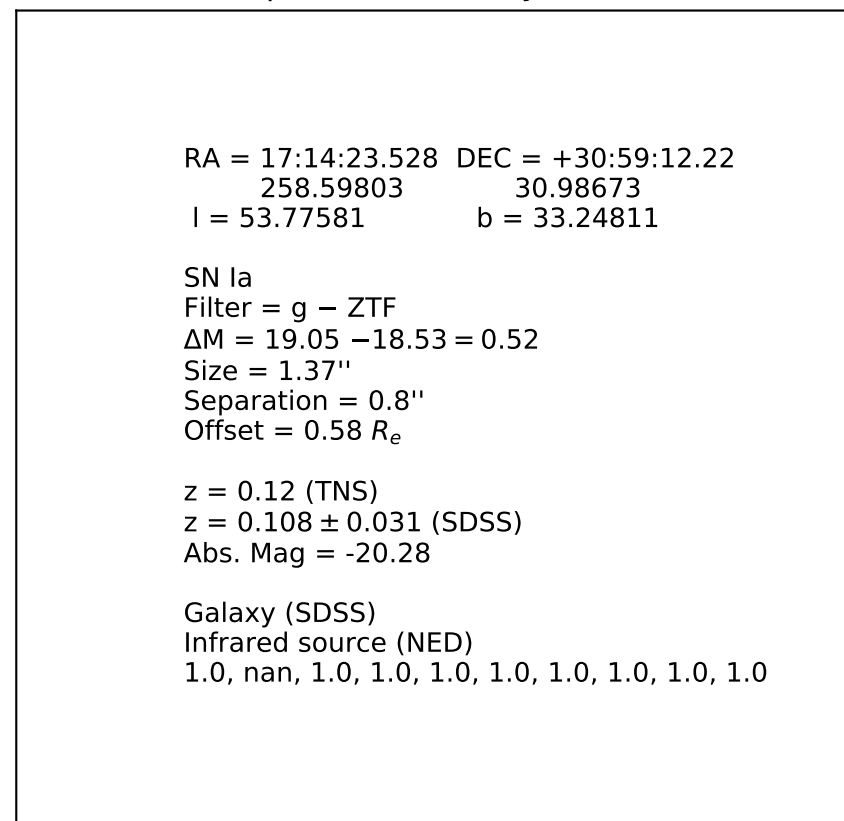 RA = 17:14:23.528  DEC = +30:59:12.22
258.59803  30.98673
l = 53.77581  b = 33.24811
SN Ia
Filter = g − ZTF
ΔM = 19.05 −18.53 = 0.52
Size = 1.37''
Separation = 0.8''
Offset = 0.58 Rₑ
z = 0.12 (TNS)
z = 0.108 ± 0.031 (SDSS)
Abs. Mag = -20.28
Galaxy (SDSS)
Infrared source (NED)
1.0, nan, 1.0, 1.0, 1.0, 1.0, 1.0, 1.0, 1.0, 1.0